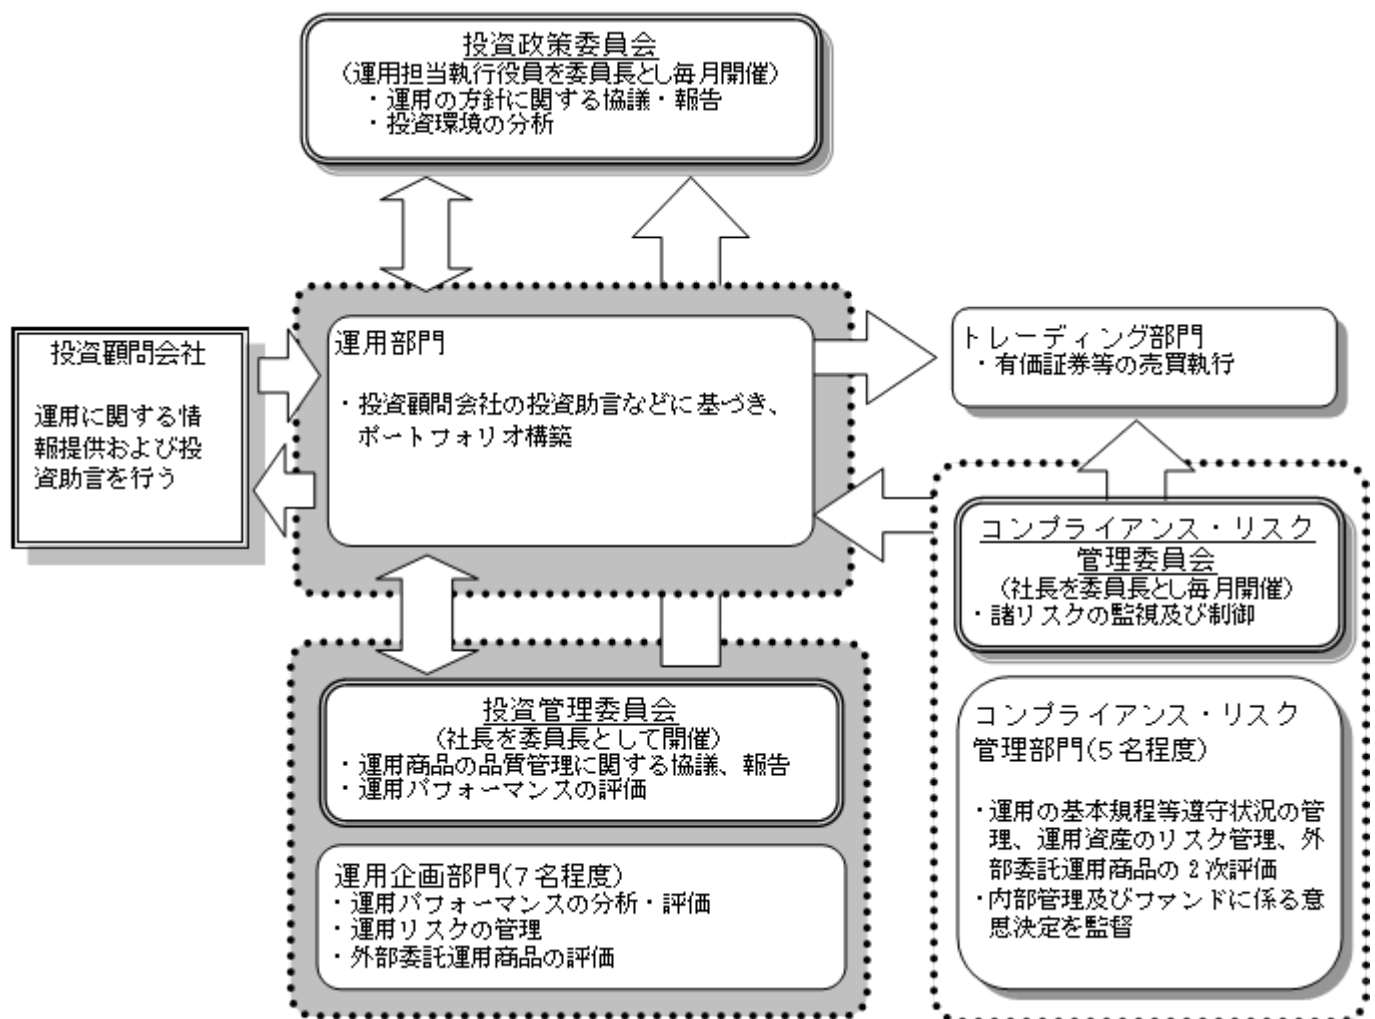 投資政策委員会
(運用担当執行役員を委員長とし毎月開催)
・運用の方針に関する協議・報告
・投資環境の分析
投資顧問会社
運用に関する情
報提供および投
資助言を行う
運用部門
・投資顧問会社の投資助言などに基づき、
ポートフォリオ構築
トレーディング部門
・有価証券等の売買執行
コンプライアンス・リスク
管理委員会
(社長を委員長とし毎月開催)
・諸リスクの監視及び制御
コンプライアンス・リスク
管理部門(5名程度)
・運用の基本規程等遵守状況の管
理、運用資産のリスク管理、外
部委託運用商品の2次評価
・内部管理及びファンドに係る意
思決定を監督
投資管理委員会
(社長を委員長として開催)
・運用商品の品質管理に関する協議、報告
・運用パフォーマンスの評価
運用企画部門(7名程度)
・運用パフォーマンスの分析・評価
・運用リスクの管理
・外部委託運用商品の評価